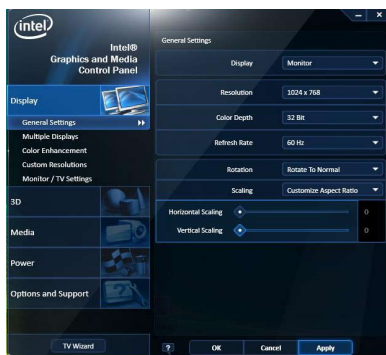 intel
Intel®
Graphics and Media
Control Panel
Display
General Settings
Multiple Displays
Color Enhancement
Custom Resolutions
Monitor / TV Settings
3D
Media
Power
Options and Support
TV Wizard
General Settings
Display Monitor
Resolution 1024 x 768
Color Depth 32 Bit
Refresh Rate 60 Hz
Rotation Rotate To Normal
Scaling Customize Aspect Ratio
Horizontal Scaling 0
Vertical Scaling 0
? OK Cancel Apply